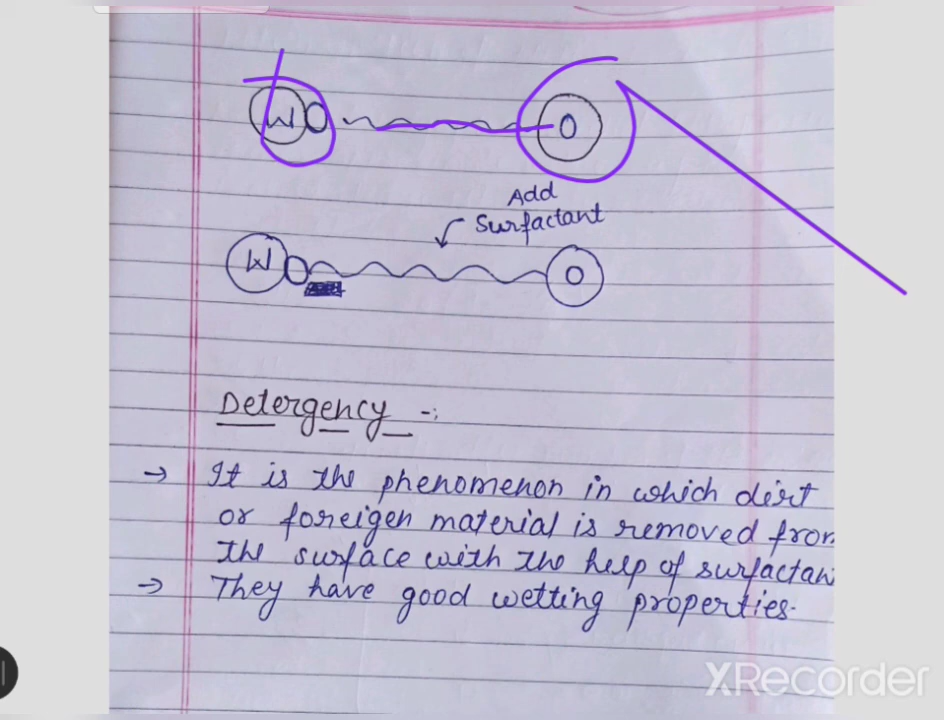 W O
Add
Surfactant
W O
Detergency -:
→ It is the phenomenon in which dirt
or foreigen material is removed from
the surface with the help of surfactan
→ They have good wetting properties.
XRecorder